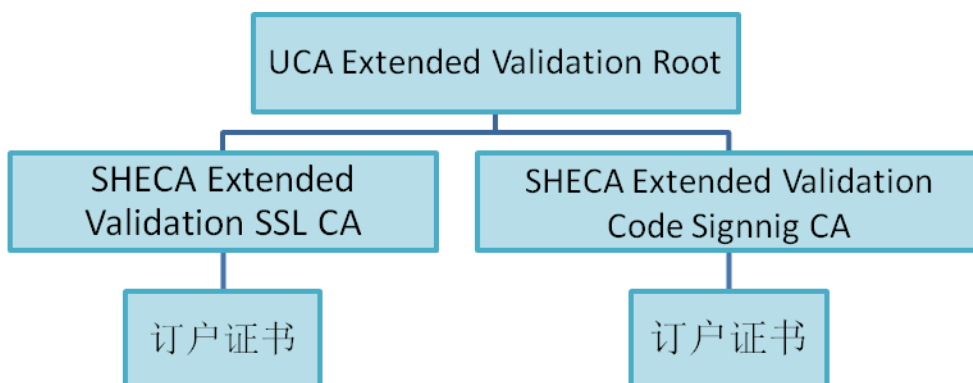 UCA Extended Validation Root
SHECA Extended
Validation SSL CA
SHECA Extended Validation
Code Signnig CA
订户证书
订户证书